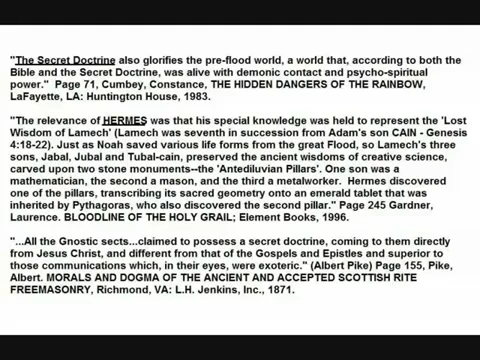 "The Secret Doctrine also glorifies the pre-flood world, a world that, according to both the
Bible and the Secret Doctrine, was alive with demonic contact and psycho-spiritual
power."  Page 71, Cumbey, Constance, THE HIDDEN DANGERS OF THE RAINBOW,
LaFayette, LA: Huntington House, 1983.
"The relevance of HERMES was that his special knowledge was held to represent the 'Lost
Wisdom of Lamech' (Lamech was seventh in succession from Adam's son CAIN - Genesis
4:18-22). Just as Noah saved various life forms from the great Flood, so Lamech's three
sons, Jabal, Jubal and Tubal-cain, preserved the ancient wisdoms of creative science,
carved upon two stone monuments--the 'Antediluvian Pillars'. One son was a
mathematician, the second a mason, and the third a metalworker.  Hermes discovered
one of the pillars, transcribing its sacred geometry onto an emerald tablet that was
inherited by Pythagoras, who also discovered the second pillar." Page 245 Gardner,
Laurence. BLOODLINE OF THE HOLY GRAIL; Element Books, 1996.
"...All the Gnostic sects...claimed to possess a secret doctrine, coming to them directly
from Jesus Christ, and different from that of the Gospels and Epistles and superior to
those communications which, in their eyes, were exoteric." (Albert Pike) Page 155, Pike,
Albert. MORALS AND DOGMA OF THE ANCIENT AND ACCEPTED SCOTTISH RITE
FREEMASONRY, Richmond, VA: L.H. Jenkins, Inc., 1871.